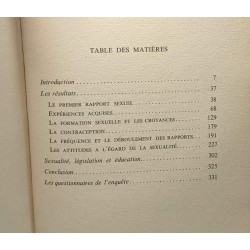 TABLE DES MATIÈRES
Introduction 7
Les résultats 37
LE PREMIER RAPPORT SEXUEL 38
EXPÉRIENCES ACQUISES 68
LA FORMATION SEXUELLE ET LES CROYANCES 129
LA CONTRACEPTION 179
LA FRÉQUENCE ET LE DÉROULEMENT DES RAPPORTS 191
LES ATTITUDES A L'ÉGARD DE LA SEXUALITÉ 227
Sexualité, législation et éducation 302
Conclusion 325
Les questionnaires de l'enquête 331